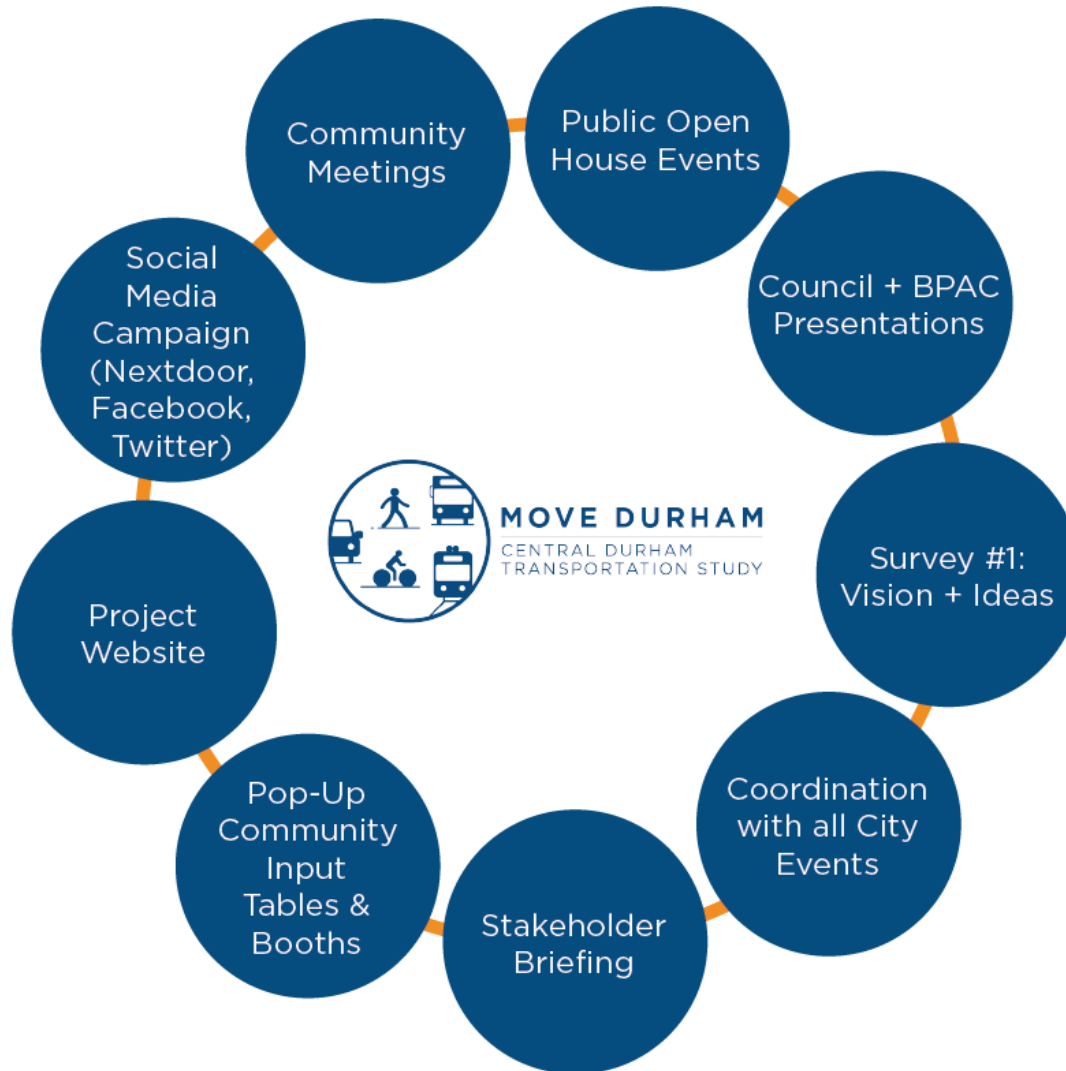 Community
Meetings
Public Open
House Events
Council + BPAC
Presentations
Survey #1:
Vision + Ideas
Coordination
with all City
Events
Stakeholder
Briefing
Pop-Up
Community
Input
Tables &
Booths
Project
Website
Social
Media
Campaign
(Nextdoor,
Facebook,
Twitter)
MOVE DURHAM
CENTRAL DURHAM
TRANSPORTATION STUDY